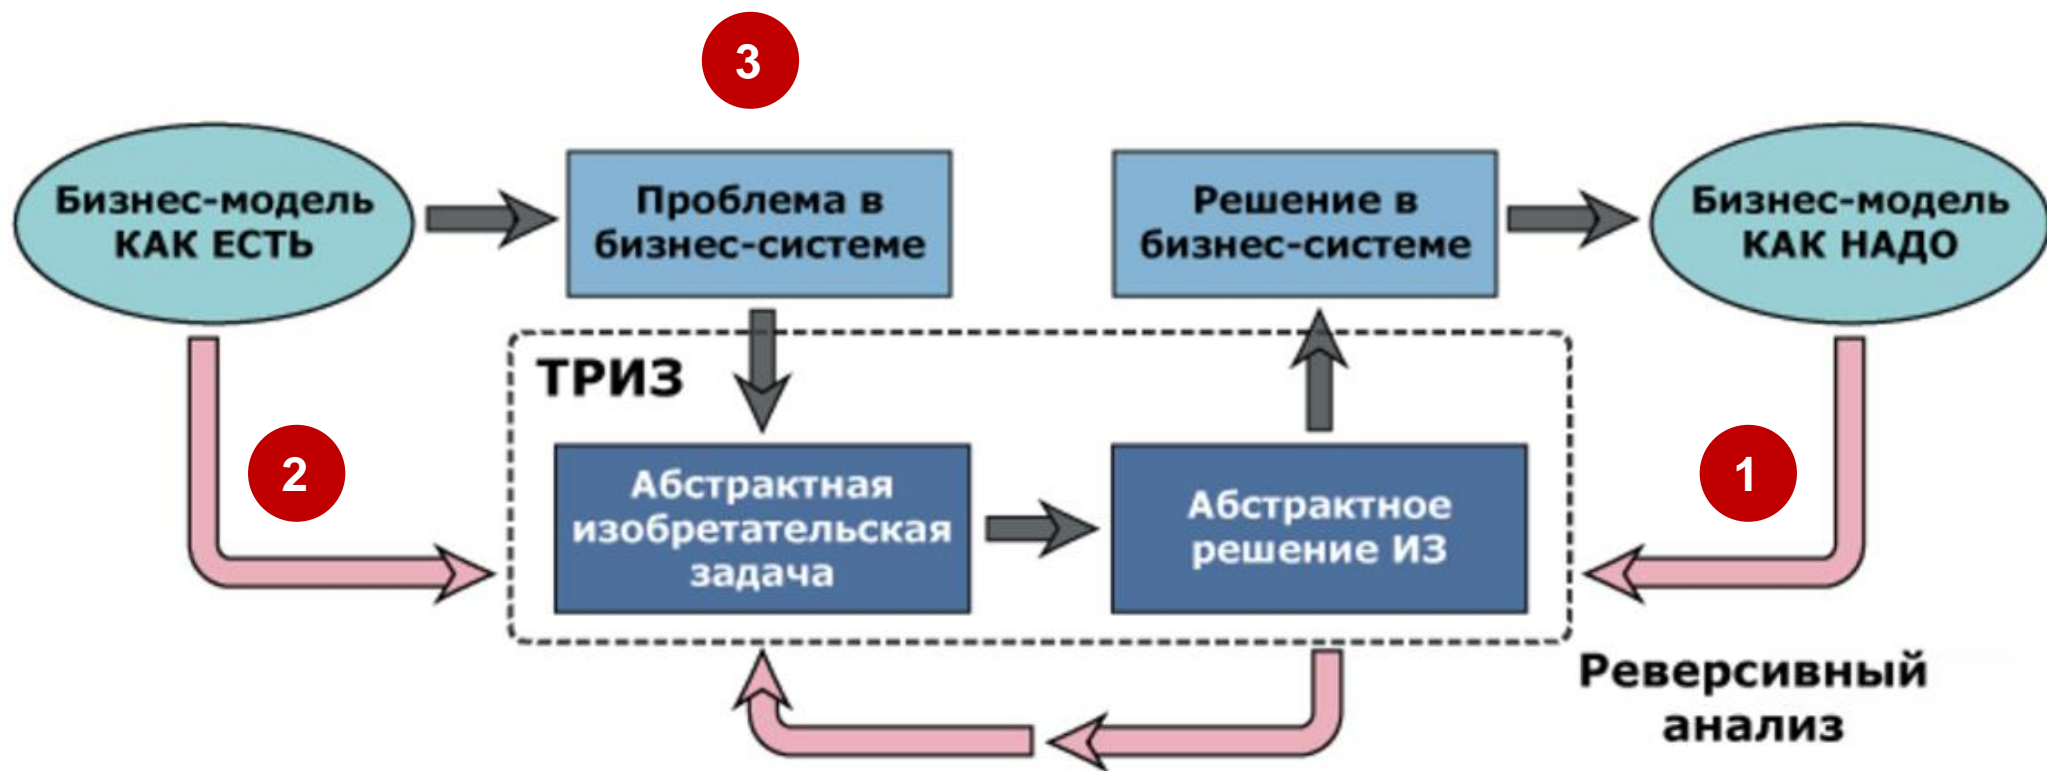 3
Бизнес-модель
КАК ЕСТЬ
Проблема в
бизнес-системе
Решение в
бизнес-системе
Бизнес-модель
КАК НАДО
ТРИЗ
2
Абстрактная
изобретательская
задача
Абстрактное
решение ИЗ
1
Реверсивный
анализ